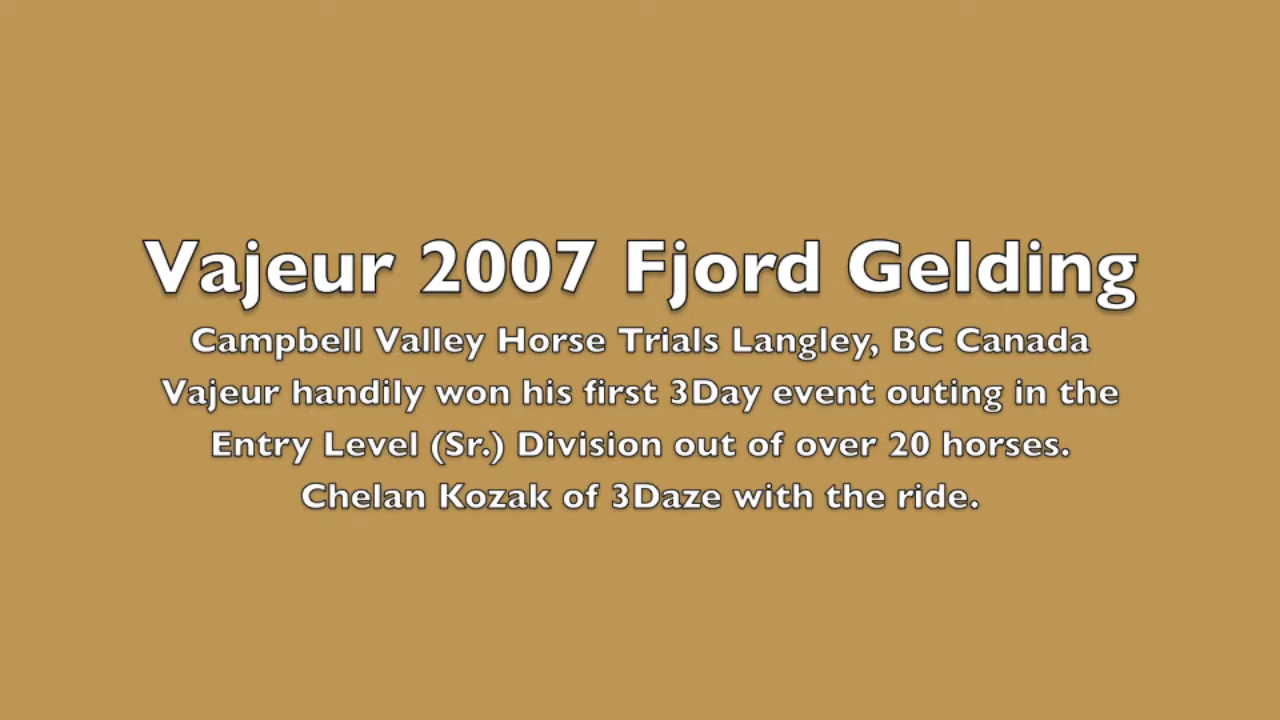 Vajeur 2007 Fjord Gelding
Campbell Valley Horse Trials Langley, BC Canada
Vajeur handily won his first 3Day event outing in the
Entry Level (Sr.) Division out of over 20 horses.
Chelan Kozak of 3Daze with the ride.